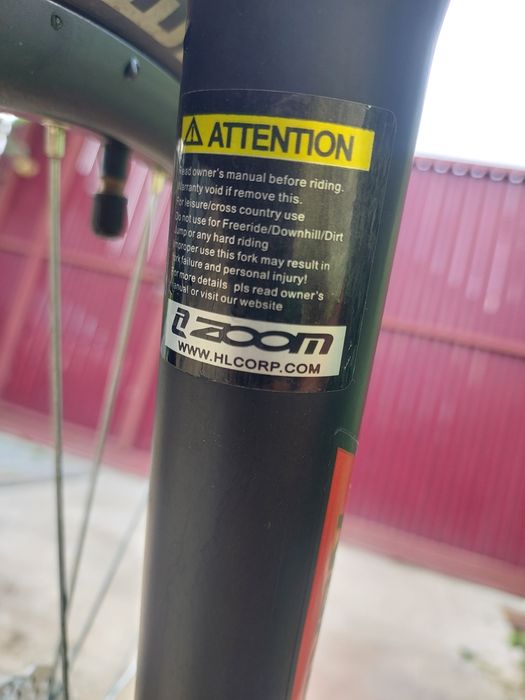 ATTENTION
Read owner's manual before riding.
Warranty void if remove this.
For leisure/cross country use
Do not use for Freeride/Downhill/Dirt
Jump or any hard riding
Improper use this fork may result in
fork failure and personal injury!
For more details pls read owner's
manual or visit our website
ZOOM
WWW.HLCORP.COM